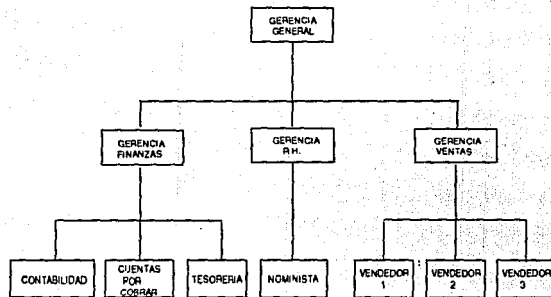 GERENCIA
GENERAL
GERENCIA
FINANZAS
GERENCIA
R.H.
GERENCIA
VENTAS
CONTABILIDAD
CUENTAS
POR
COBRAR
TESORERIA
NOMINISTA
VENDEDOR
1
VENDEDOR
2
VENDEDOR
3